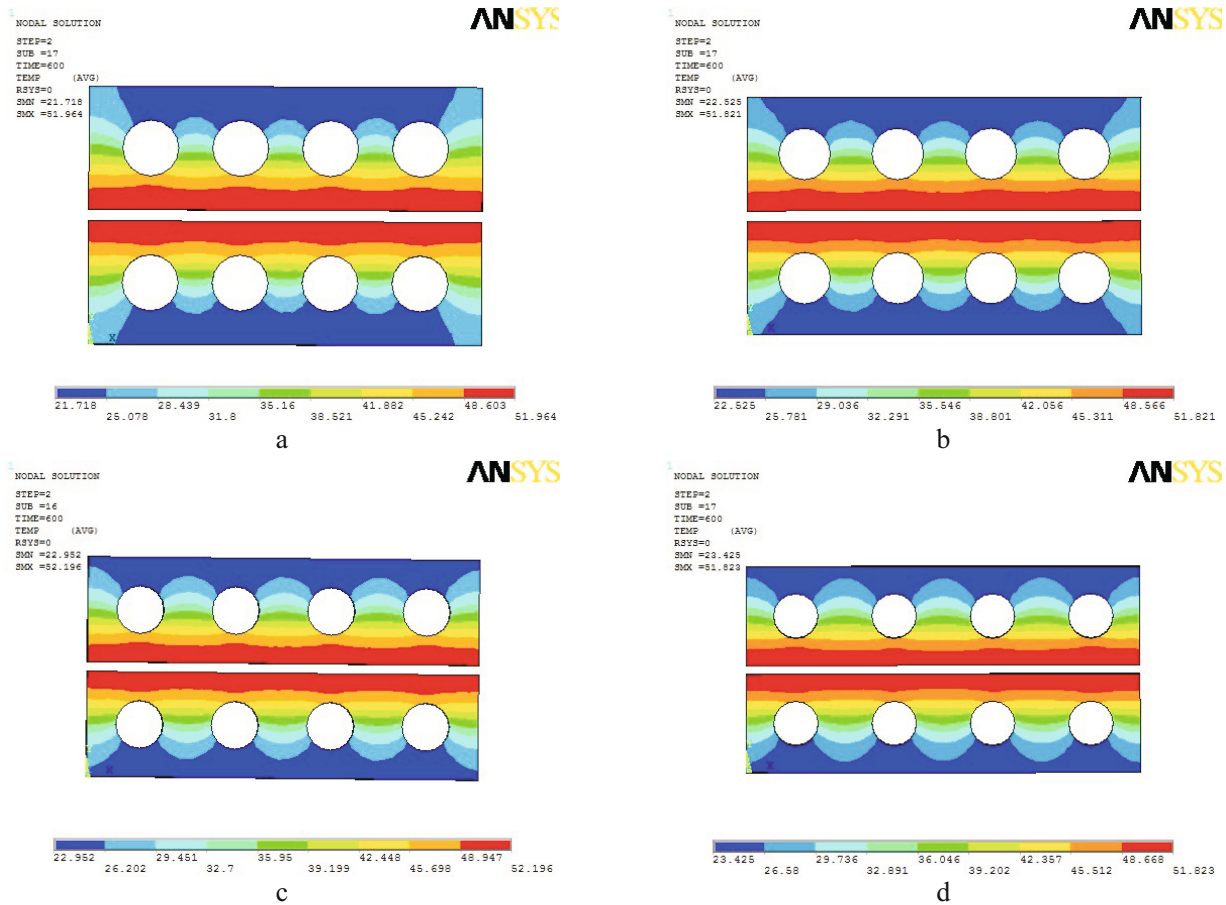 1
NODAL SOLUTION
STEP=2
SUB =17
TIME=600
TEMP (AVG)
RSYS=0
SMN =21.718
SMX =51.964
ANSYS
Y
X
21.718 28.439 35.16 41.882 48.603
25.078 31.8 38.521 45.242 51.964
a
1
NODAL SOLUTION
STEP=2
SUB =17
TIME=600
TEMP (AVG)
RSYS=0
SMN =22.525
SMX =51.821
ANSYS
Y
X
22.525 29.036 35.546 42.056 48.566
25.781 32.291 38.801 45.311 51.821
b
1
NODAL SOLUTION
STEP=2
SUB =16
TIME=600
TEMP (AVG)
RSYS=0
SMN =22.952
SMX =52.196
ANSYS
X
22.952 29.451 35.95 42.448 48.947
26.202 32.7 39.199 45.698 52.196
c
1
NODAL SOLUTION
STEP=2
SUB =17
TIME=600
TEMP (AVG)
RSYS=0
SMN =23.425
SMX =51.823
ANSYS
X
23.425 29.736 36.046 42.357 48.668
26.58 32.891 39.202 45.512 51.823
d